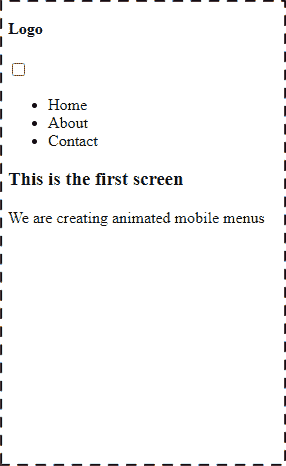 Logo
Home
About
Contact
This is the first screen
We are creating animated mobile menus